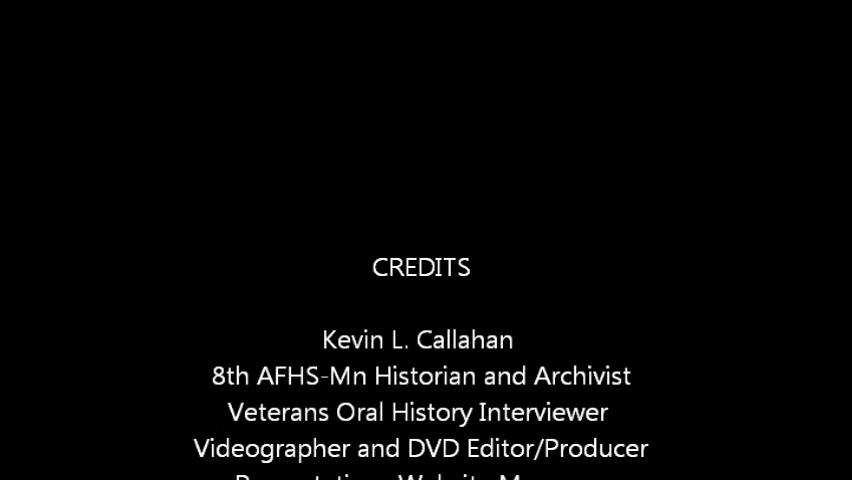 CREDITS
Kevin L. Callahan
8th AFHS-Mn Historian and Archivist
Veterans Oral History Interviewer
Videographer and DVD Editor/Producer